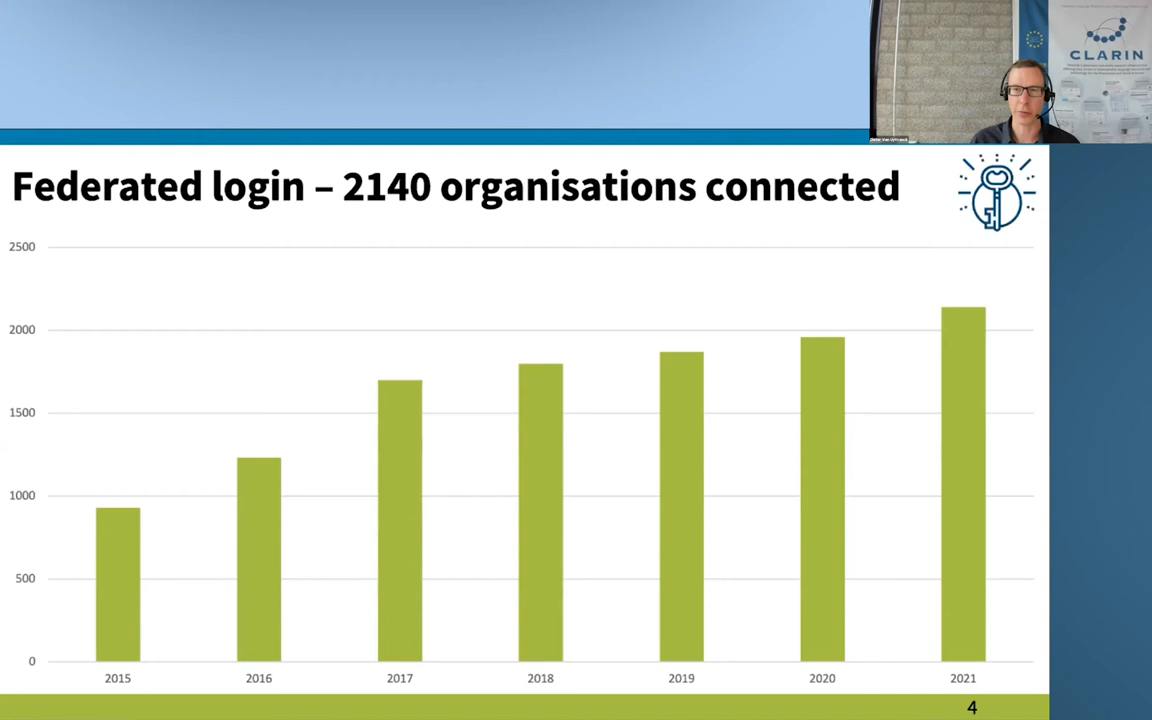 CLARIN
Federated login – 2140 organisations connected
2500
2000
1500
1000
500
0
2015 2016 2017 2018 2019 2020 2021
4